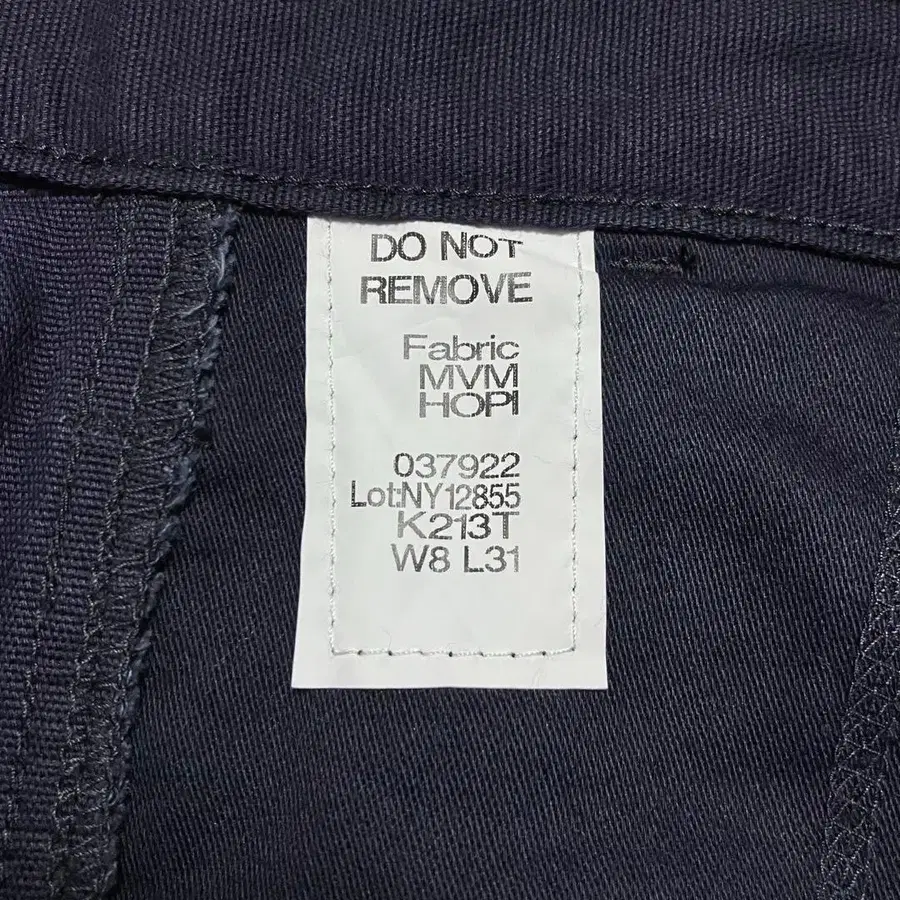 DO NOT
REMOVE
Fabric
MVM
HOPI
037922
Lot:NY12855
K213T
W8 L31